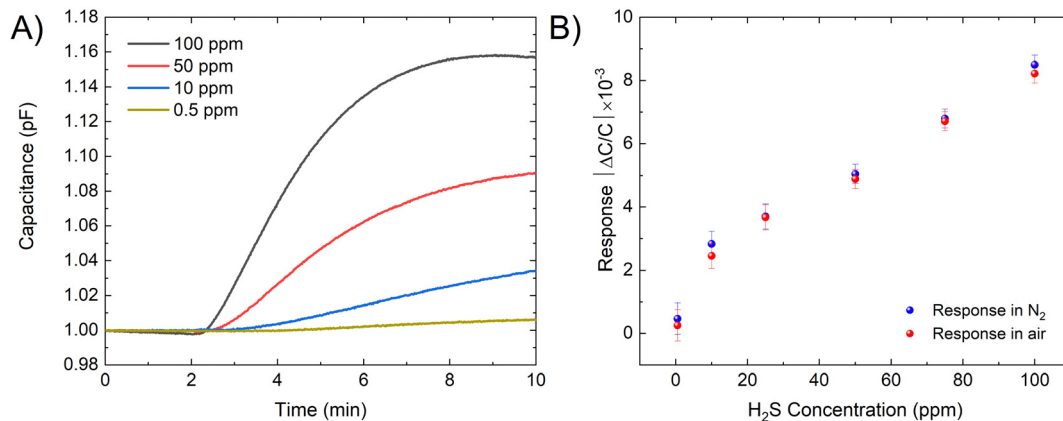 A)
1.18
1.16
1.14
1.12
1.10
1.08
1.06
1.04
1.02
1.00
0.98
Capacitance (pF)
100 ppm
50 ppm
10 ppm
0.5 ppm
0 2 4 6 8 10
Time (min)
B)
8
6
4
2
0
Response |ΔC/C|×10⁻³
Response in N₂
Response in air
0 20 40 60 80 100
H₂S Concentration (ppm)